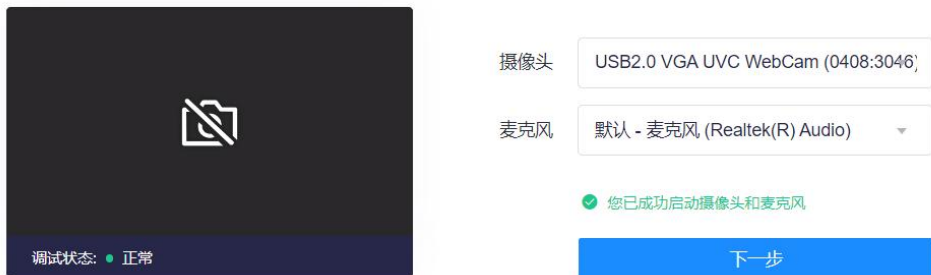 摄像头
USB2.0 VGA UVC WebCam (0408:3046)
麦克风
默认 - 麦克风 (Realtek(R) Audio)
您已成功启动摄像头和麦克风
调试状态: 正常
下一步